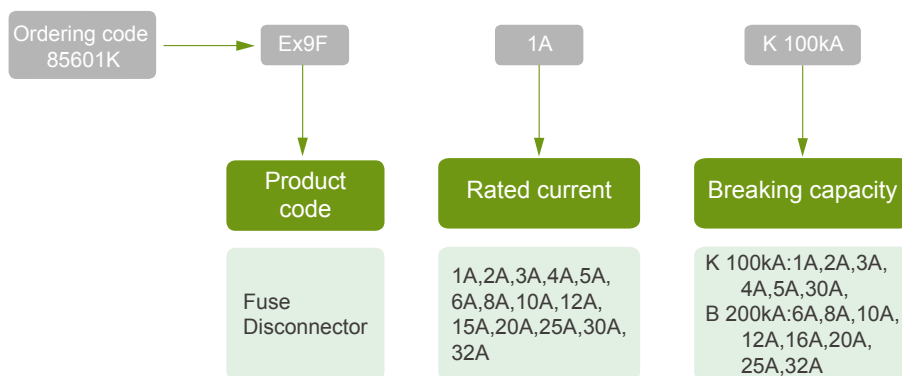 Ordering code
85601K
Ex9F
1A
K 100kA
Product
code
Rated current
Breaking capacity
Fuse
Disconnector
1A,2A,3A,4A,5A,
6A,8A,10A,12A,
15A,20A,25A,30A,
32A
K 100kA:1A,2A,3A,
4A,5A,30A,
B 200kA:6A,8A,10A,
12A,16A,20A,
25A,32A